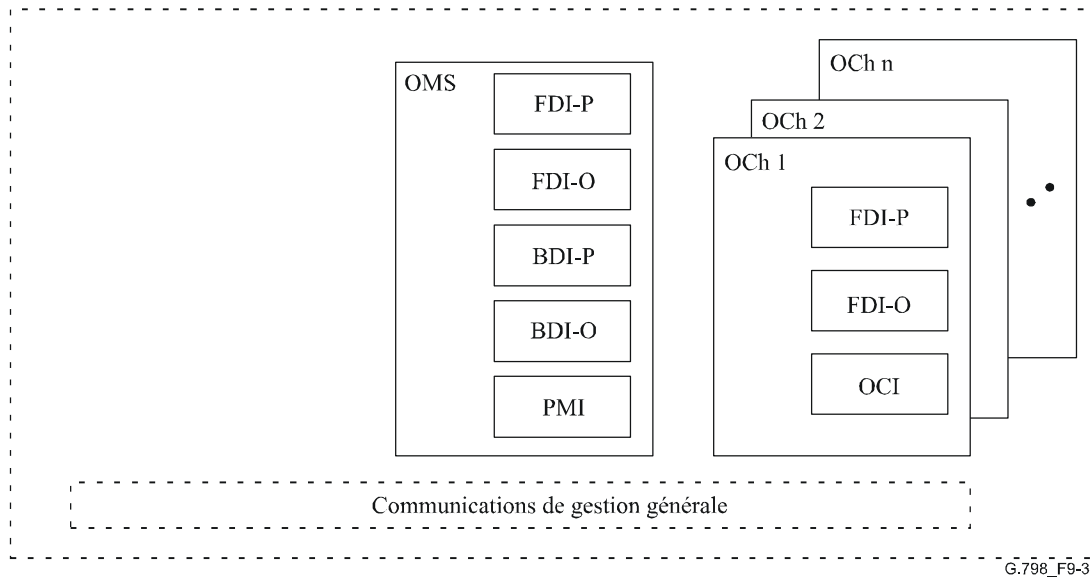 OMS
FDI-P
FDI-O
BDI-P
BDI-O
PMI
OCh n
OCh 2
OCh 1
FDI-P
FDI-O
OCI
Communications de gestion générale
G.798_F9-3